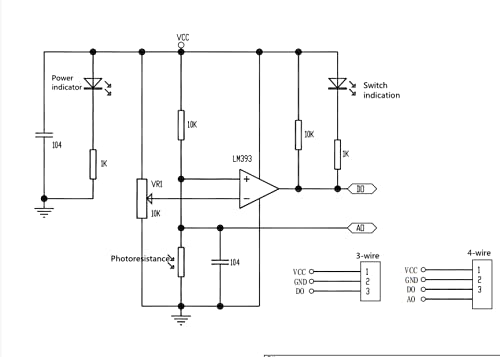 VCC
Power
indicator
Switch
indication
104
1K
10K
10K
1K
LM393
+
−
VR1
10K
DO
AO
Photoresistance
104
3-wire
VCC 1
GND 2
DO 3
4-wire
VCC 1
GND 2
DO 3
AO 4